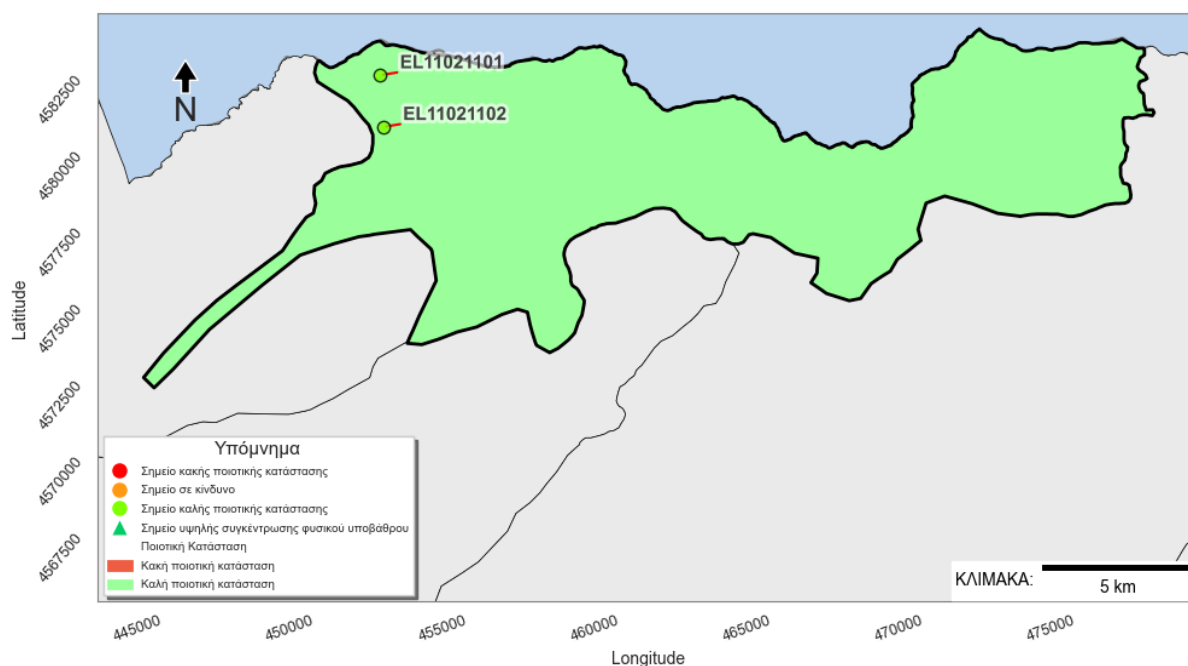 EL11021101
EL11021102
N
4582500
4580000
4577500
4575000
4572500
4570000
4567500
Latitude
Υπόμνημα
Σημείο κακής ποιοτικής κατάστασης
Σημείο σε κίνδυνο
Σημείο καλής ποιοτικής κατάστασης
Σημείο υψηλής συγκέντρωσης φυσικού υποβάθρου
Ποιοτική Κατάσταση
Κακή ποιοτική κατάσταση
Καλή ποιοτική κατάσταση
ΚΛΙΜΑΚΑ:
5 km
445000
450000
455000
460000
465000
470000
475000
Longitude